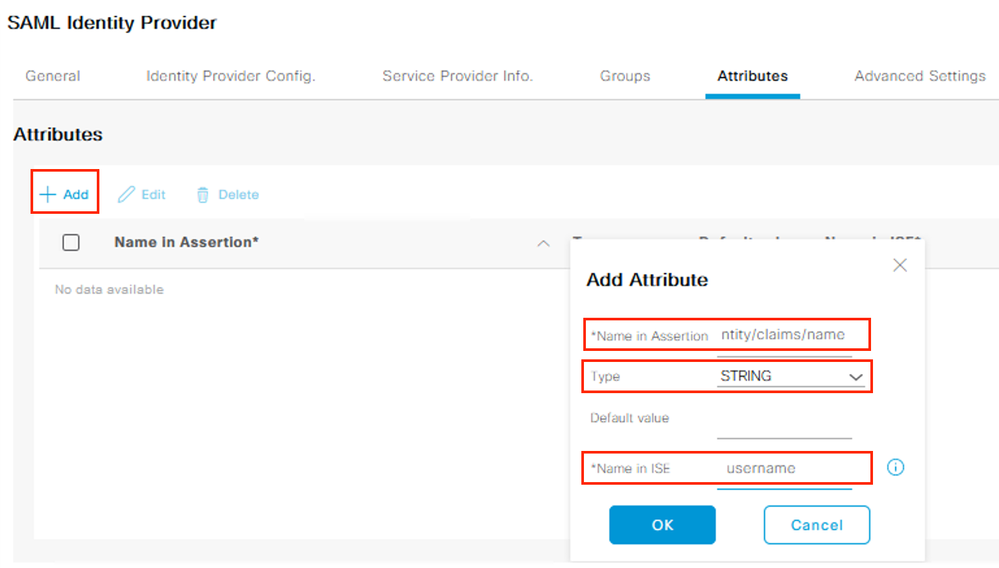 SAML Identity Provider
General Identity Provider Config. Service Provider Info. Groups Attributes Advanced Settings
Attributes
Add Edit Delete
Name in Assertion*
No data available
Add Attribute
*Name in Assertion ntity/claims/name
Type STRING
Default value
*Name in ISE username
OK Cancel